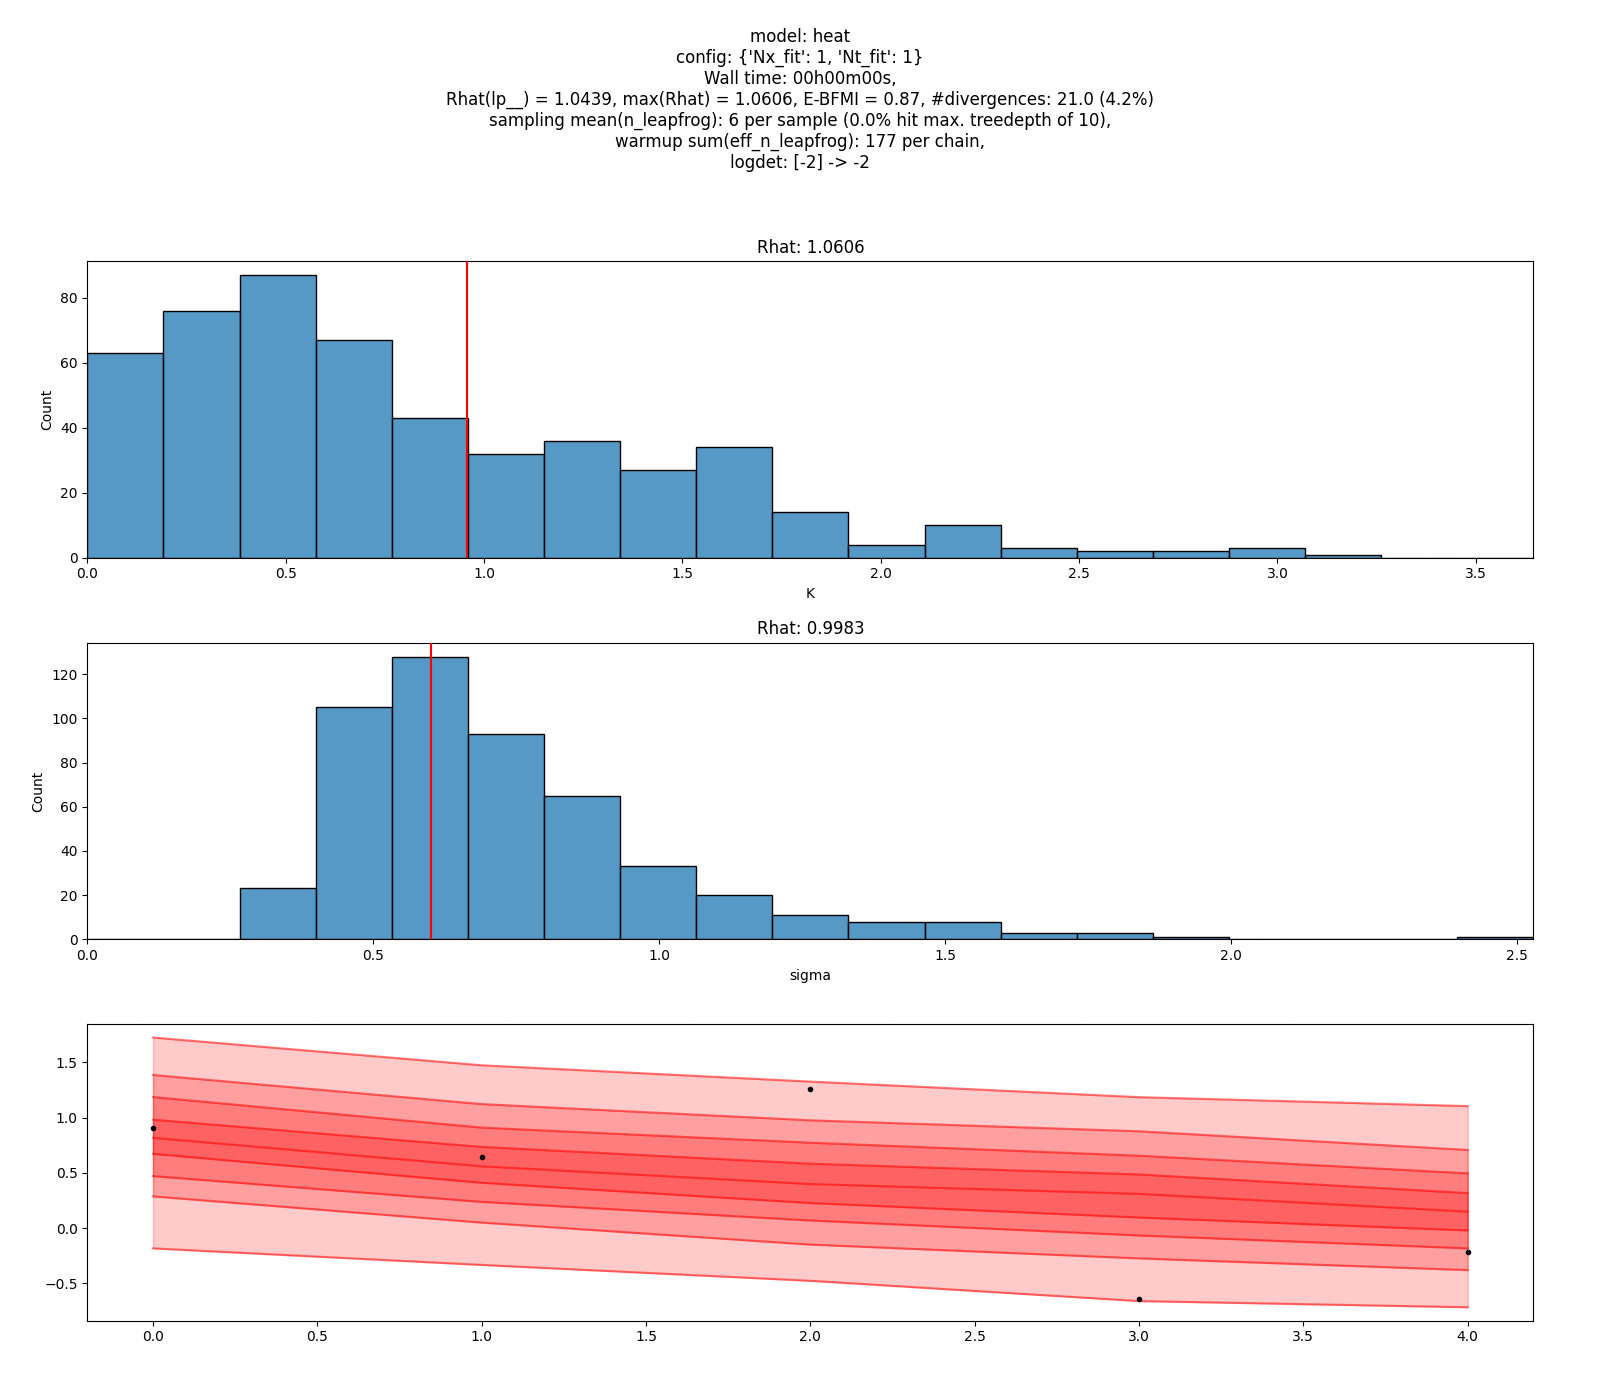 model: heat
config: {'Nx_fit': 1, 'Nt_fit': 1}
Wall time: 00h00m00s,
Rhat(lp__) = 1.0439, max(Rhat) = 1.0606, E-BFMI = 0.87, #divergences: 21.0 (4.2%)
sampling mean(n_leapfrog): 6 per sample (0.0% hit max. treedepth of 10),
warmup sum(eff_n_leapfrog): 177 per chain,
logdet: [-2] -> -2
Rhat: 1.0606
80
60
40
20
0
Count
0.0 0.5 1.0 1.5 2.0 2.5 3.0 3.5
K
Rhat: 0.9983
120
100
80
60
40
20
0
Count
0.0 0.5 1.0 1.5 2.0 2.5
sigma
1.5
1.0
0.5
0.0
−0.5
0.0 0.5 1.0 1.5 2.0 2.5 3.0 3.5 4.0